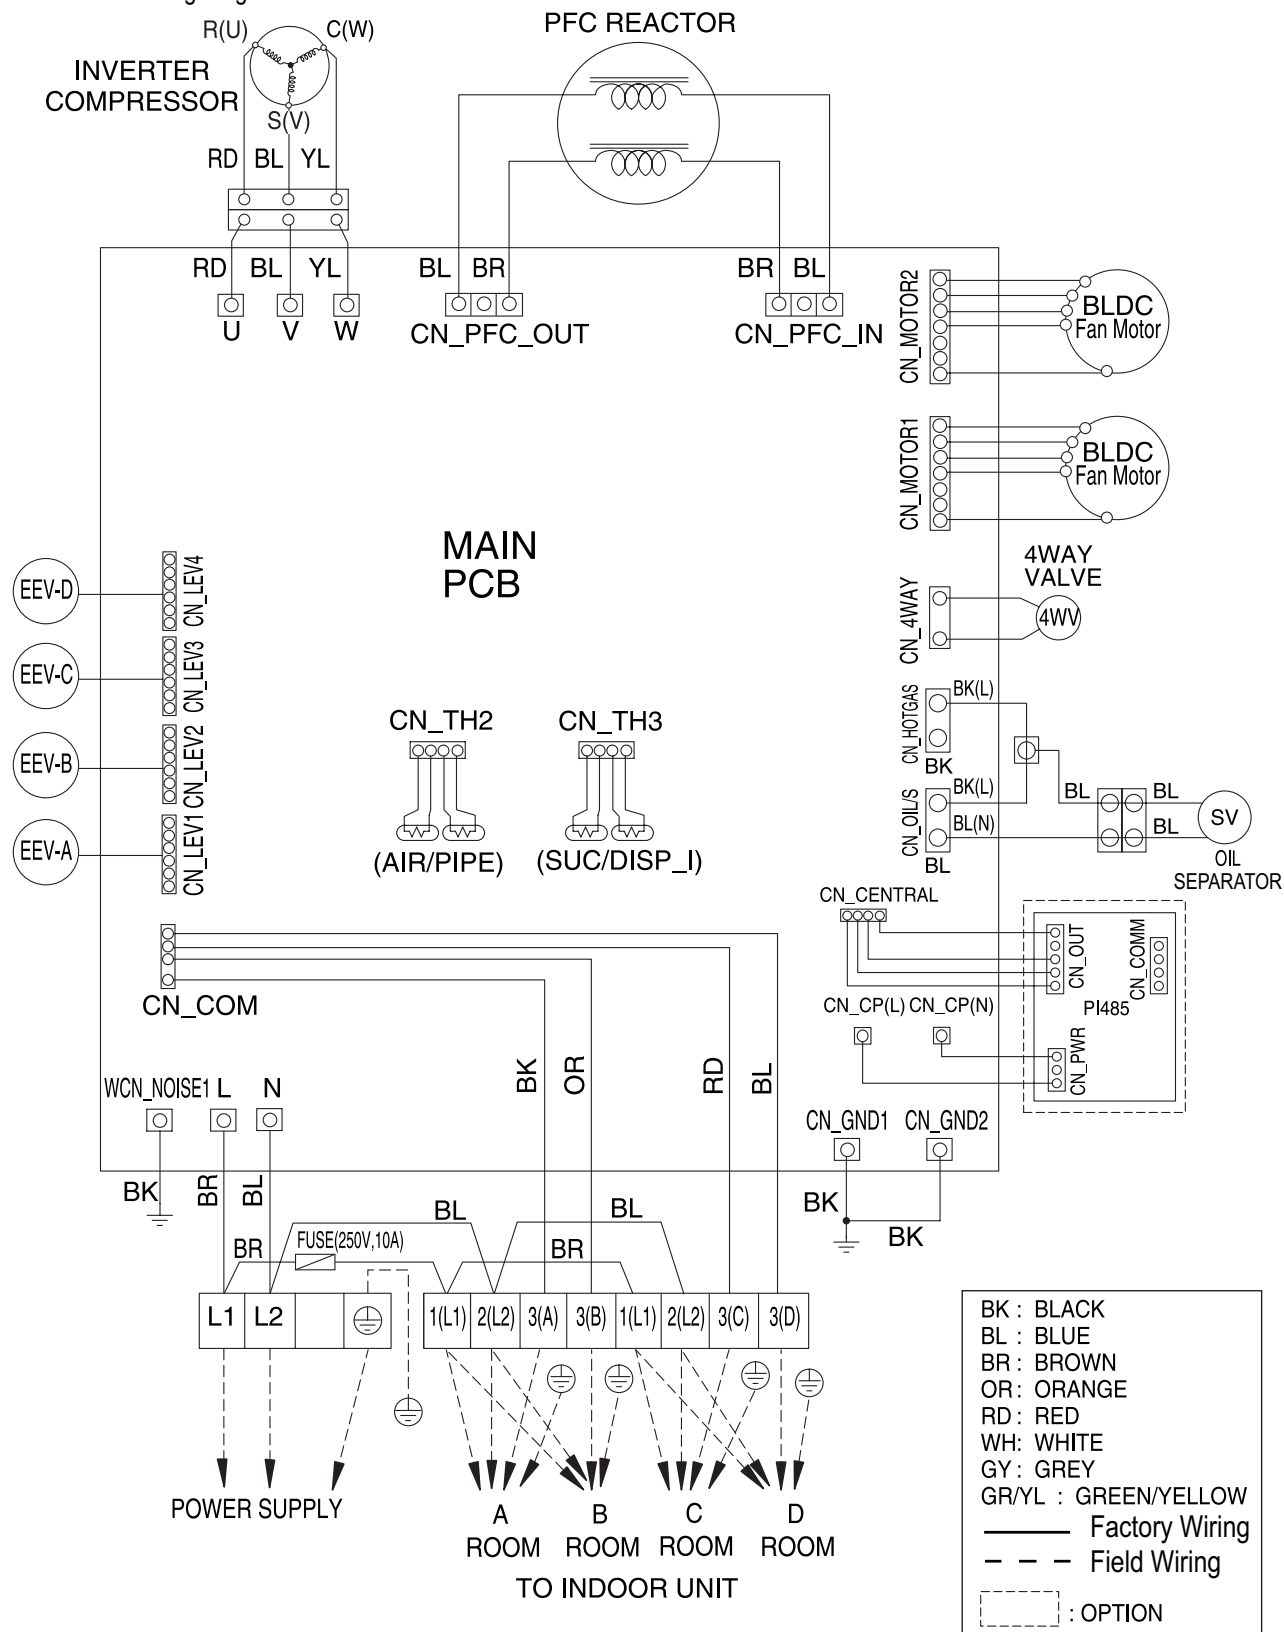 PFC REACTOR
R(U) C(W)
INVERTER
COMPRESSOR
S(V)
RD BL YL
RD BL YL
U V W
BL BR
CN_PFC_OUT
BR BL
CN_PFC_IN
CN_MOTOR2
BLDC
Fan Motor
CN_MOTOR1
BLDC
Fan Motor
MAIN
PCB
4WAY
VALVE
CN_4WAY
4WV
EEV-D
CN_LEV4
EEV-C
CN_LEV3
EEV-B
CN_LEV2
EEV-A
CN_LEV1
CN_TH2
(AIR/PIPE)
CN_TH3
(SUC/DISP_I)
CN_HOTGAS
BK(L)
BK
CN_OIL/S
BK(L)
BL(N)
BL
BL BL
BL
SV
OIL
SEPARATOR
CN_CENTRAL
CN_OUT
CN_COMM
PI485
CN_CP(L) CN_CP(N)
CN_PWR
CN_COM
BK OR RD BL
WCN_NOISE1 L N
CN_GND1 CN_GND2
BK BR BL
BK
BK
BL BL
BR FUSE(250V,10A) BR
L1 L2
1(L1) 2(L2) 3(A) 3(B) 1(L1) 2(L2) 3(C) 3(D)
POWER SUPPLY
A
ROOM
B
ROOM
C
ROOM
D
ROOM
TO INDOOR UNIT
BK : BLACK
BL : BLUE
BR : BROWN
OR : ORANGE
RD : RED
WH: WHITE
GY : GREY
GR/YL : GREEN/YELLOW
Factory Wiring
Field Wiring
: OPTION